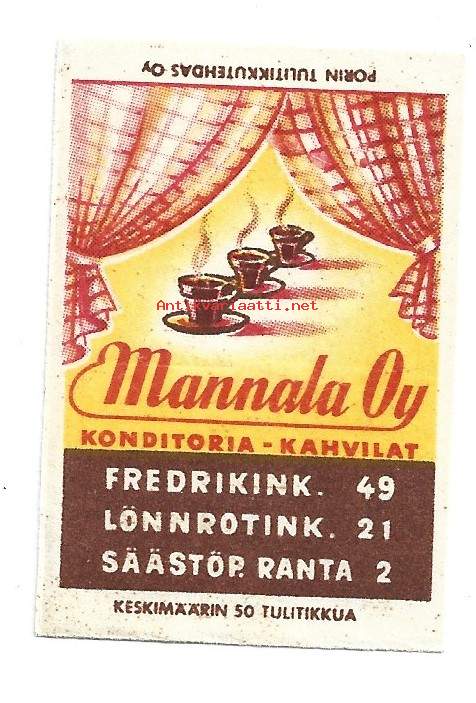 PORIN TULITIKKUTEHDAS Oy
Antikvariaatti.net
Mannala Oy
KONDITORIA - KAHVILAT
FREDRIKINK. 49
LÖNNROTINK. 21
SÄÄSTÖP. RANTA 2
KESKIMÄÄRIN 50 TULITIKKUA